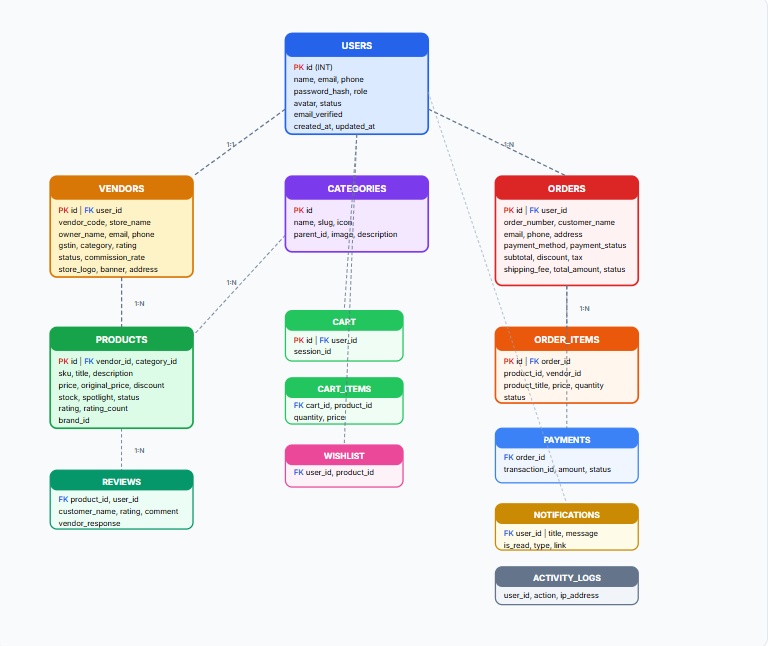 USERS
PK id (INT)
name, email, phone
password_hash, role
avatar, status
email_verified
created_at, updated_at
1:1
1:N
VENDORS
PK id | FK user_id
vendor_code, store_name
owner_name, email, phone
gstin, category, rating
status, commission_rate
store_logo, banner, address
CATEGORIES
PK id
name, slug, icon
parent_id, image, description
ORDERS
PK id | FK user_id
order_number, customer_name
email, phone, address
payment_method, payment_status
subtotal, discount, tax
shipping_fee, total_amount, status
1:N
1:N
1:N
PRODUCTS
PK id | FK vendor_id, category_id
sku, title, description
price, original_price, discount
stock, spotlight, status
rating, rating_count
brand_id
CART
PK id | FK user_id
session_id
ORDER_ITEMS
PK id | FK order_id
product_id, vendor_id
product_title, price, quantity
status
CART_ITEMS
FK cart_id, product_id
quantity, price
1:N
WISHLIST
FK user_id, product_id
PAYMENTS
FK order_id
transaction_id, amount, status
REVIEWS
FK product_id, user_id
customer_name, rating, comment
vendor_response
NOTIFICATIONS
FK user_id | title, message
is_read, type, link
ACTIVITY_LOGS
user_id, action, ip_address